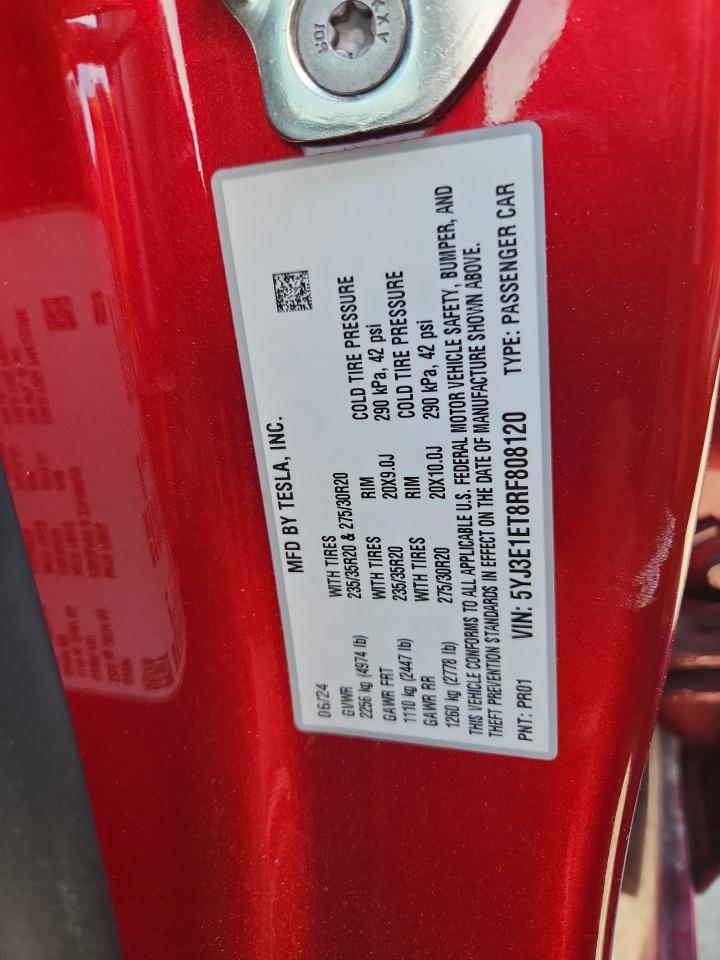 MFD BY TESLA, INC.
06/24
GVWR WITH TIRES
2256 kg (4974 lb) 235/35R20 & 275/30R20 COLD TIRE PRESSURE
GAWR FRT WITH TIRES RIM 290 kPa, 42 psi
1110 kg (2447 lb) 235/35R20 20X9.0J COLD TIRE PRESSURE
GAWR RR WITH TIRES RIM 290 kPa, 42 psi
1260 kg (2778 lb) 275/30R20 20X10.0J
THIS VEHICLE CONFORMS TO ALL APPLICABLE U.S. FEDERAL MOTOR VEHICLE SAFETY, BUMPER, AND
THEFT PREVENTION STANDARDS IN EFFECT ON THE DATE OF MANUFACTURE SHOWN ABOVE.
PNT: PR01 VIN: 5YJ3E1ET8RF808120 TYPE: PASSENGER CAR